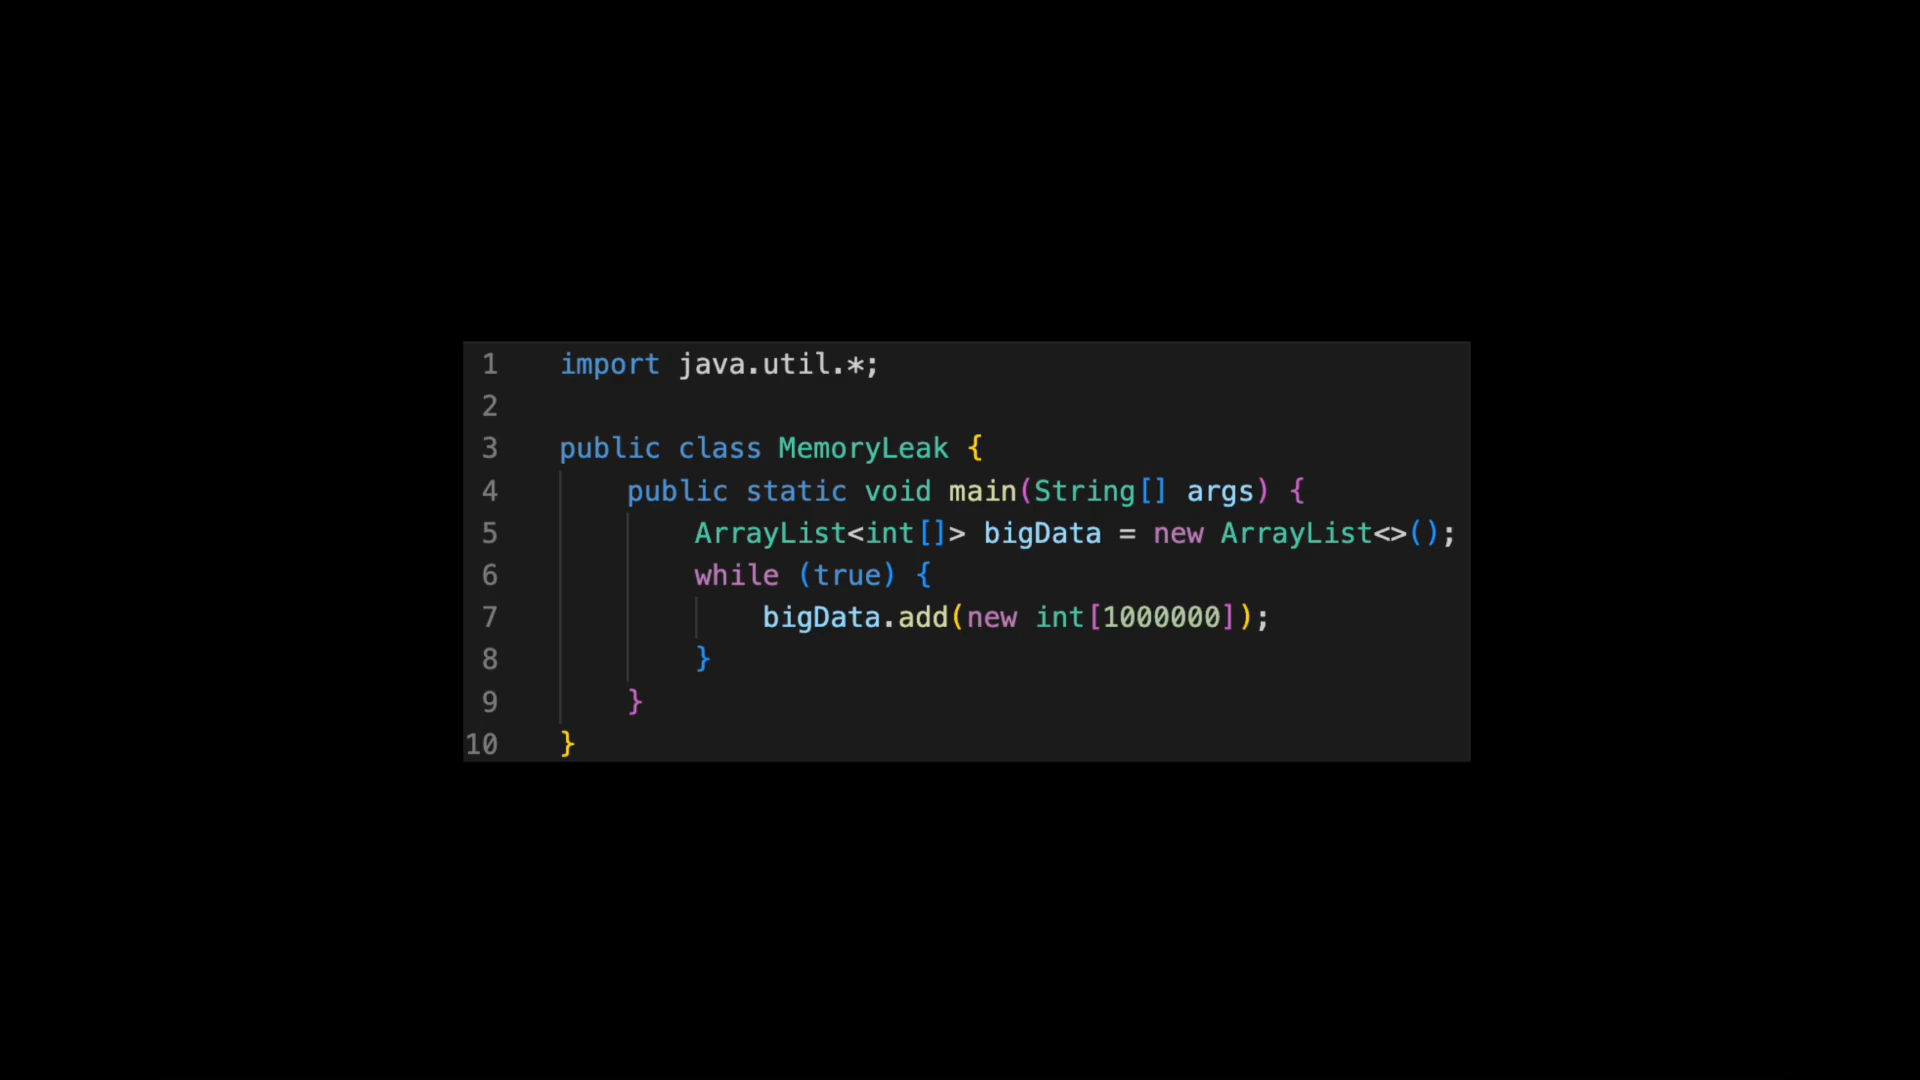 1 import java.util.*;
2
3 public class MemoryLeak {
4     public static void main(String[] args) {
5         ArrayList<int[]> bigData = new ArrayList<>();
6         while (true) {
7             bigData.add(new int[1000000]);
8         }
9     }
10 }